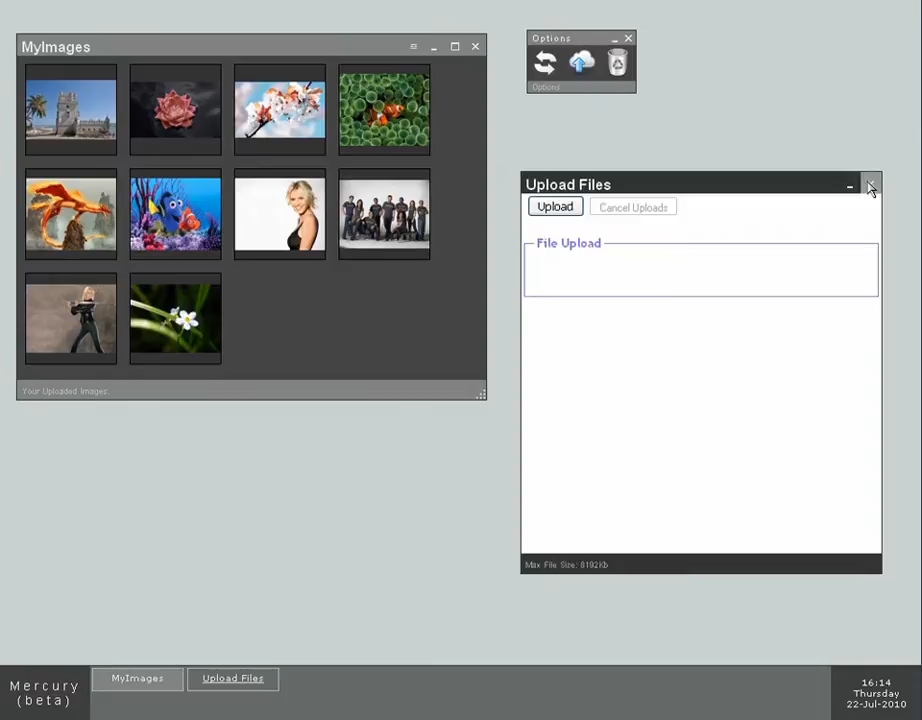 MyImages
Your Uploaded Images.
Options
Options
Upload Files
Upload
Cancel Uploads
File Upload
Max File Size: 8192Kb
Mercury
(beta)
MyImages
Upload Files
16:14
Thursday
22-Jul-2010